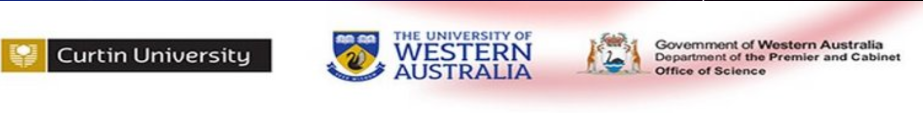 Curtin University
THE UNIVERSITY OF
WESTERN
AUSTRALIA
Government of Western Australia
Department of the Premier and Cabinet
Office of Science